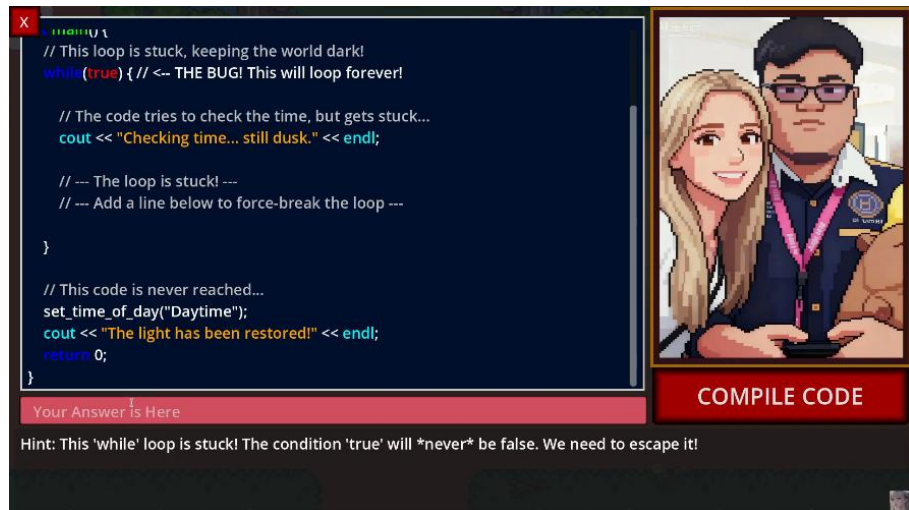 X
main() {
// This loop is stuck, keeping the world dark!
while(true) { // <-- THE BUG! This will loop forever!
// The code tries to check the time, but gets stuck...
cout << "Checking time... still dusk." << endl;
// --- The loop is stuck! ---
// --- Add a line below to force-break the loop ---
}
// This code is never reached...
set_time_of_day("Daytime");
cout << "The light has been restored!" << endl;
return 0;
}
Your Answer is Here
COMPILE CODE
Hint: This 'while' loop is stuck! The condition 'true' will *never* be false. We need to escape it!